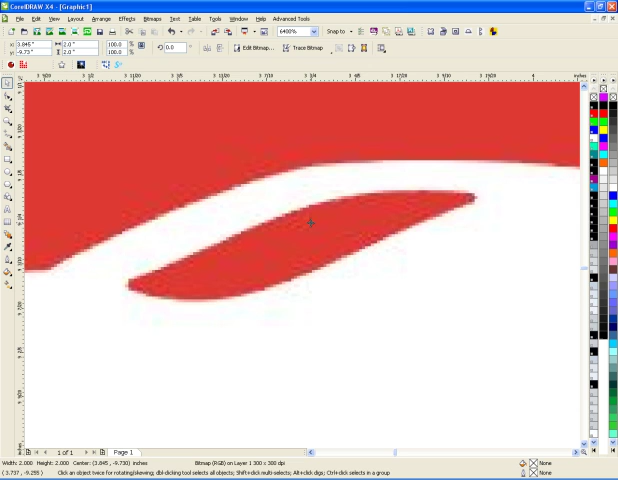 CorelDRAW X4 - [Graphic1]
File Edit View Layout Arrange Effects Bitmaps Text Table Tools Window Help Advanced Tools
6400% Snap to
x: 3.845 " 2.0 " 100.0 % 0.0 Edit Bitmap... Trace Bitmap
y: -9.73 " 2.0 " 100.0 %
inches
1 of 1 Page 1
Width: 2.000 Height: 2.000 Center: (3.845, -9.730) inches Bitmap (RGB) on Layer 1 300 x 300 dpi None
( 3.737 , -9.255 ) Click an object twice for rotating/skewing; dbl-clicking tool selects all objects; Shift+click multi-selects; Alt+click digs; Ctrl+click selects in a group None